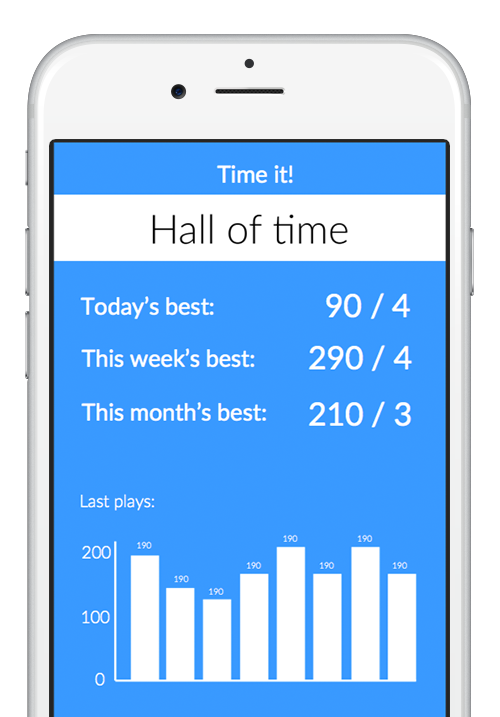 Time it!
Hall of time
Today's best: 90 / 4
This week's best: 290 / 4
This month's best: 210 / 3
Last plays:
200
100
0
190
190
190
190
190
190
190
190